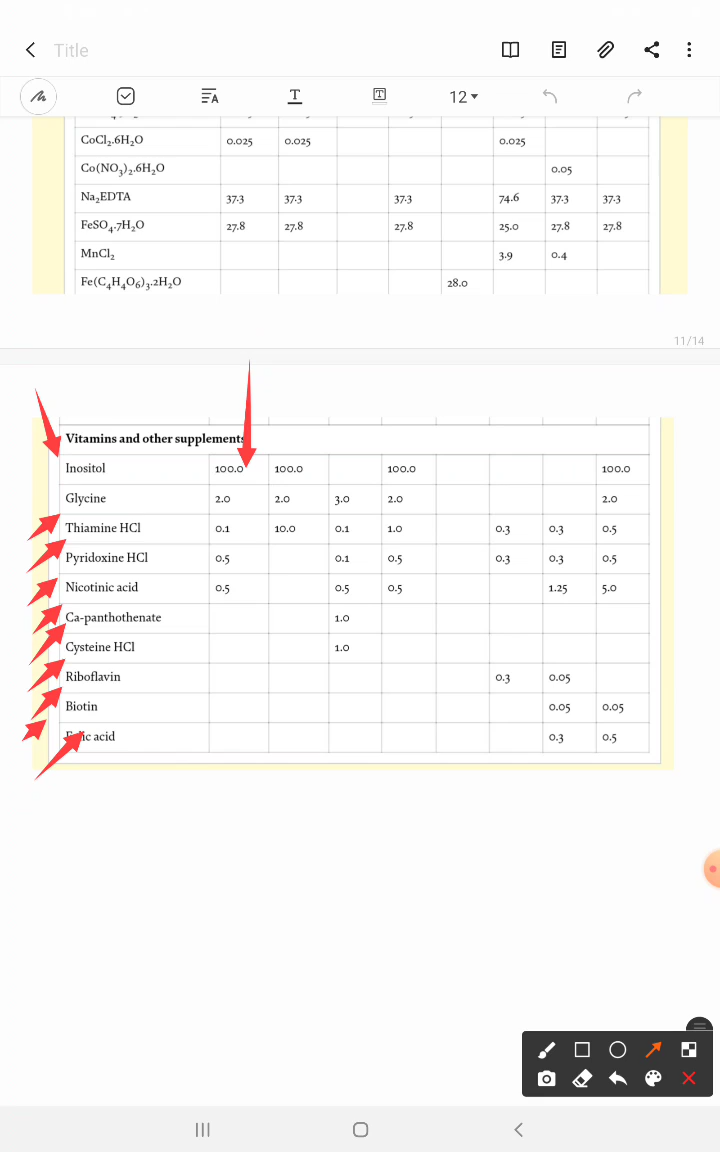 Title
12
CoCl₂.6H₂O 0.025 0.025 0.025
Co(NO₃)₂.6H₂O 0.05
Na₂EDTA 37.3 37.3 37.3 74.6 37.3 37.3
FeSO₄.7H₂O 27.8 27.8 27.8 25.0 27.8 27.8
MnCl₂ 3.9 0.4
Fe(C₄H₄O₆)₃.2H₂O 28.0
11/14
Vitamins and other supplements
Inositol 100.0 100.0 100.0 100.0
Glycine 2.0 2.0 3.0 2.0 2.0
Thiamine HCl 0.1 10.0 0.1 1.0 0.3 0.3 0.5
Pyridoxine HCl 0.5 0.1 0.5 0.3 0.3 0.5
Nicotinic acid 0.5 0.5 0.5 1.25 5.0
Ca-panthothenate 1.0
Cysteine HCl 1.0
Riboflavin 0.3 0.05
Biotin 0.05 0.05
Folic acid 0.3 0.5